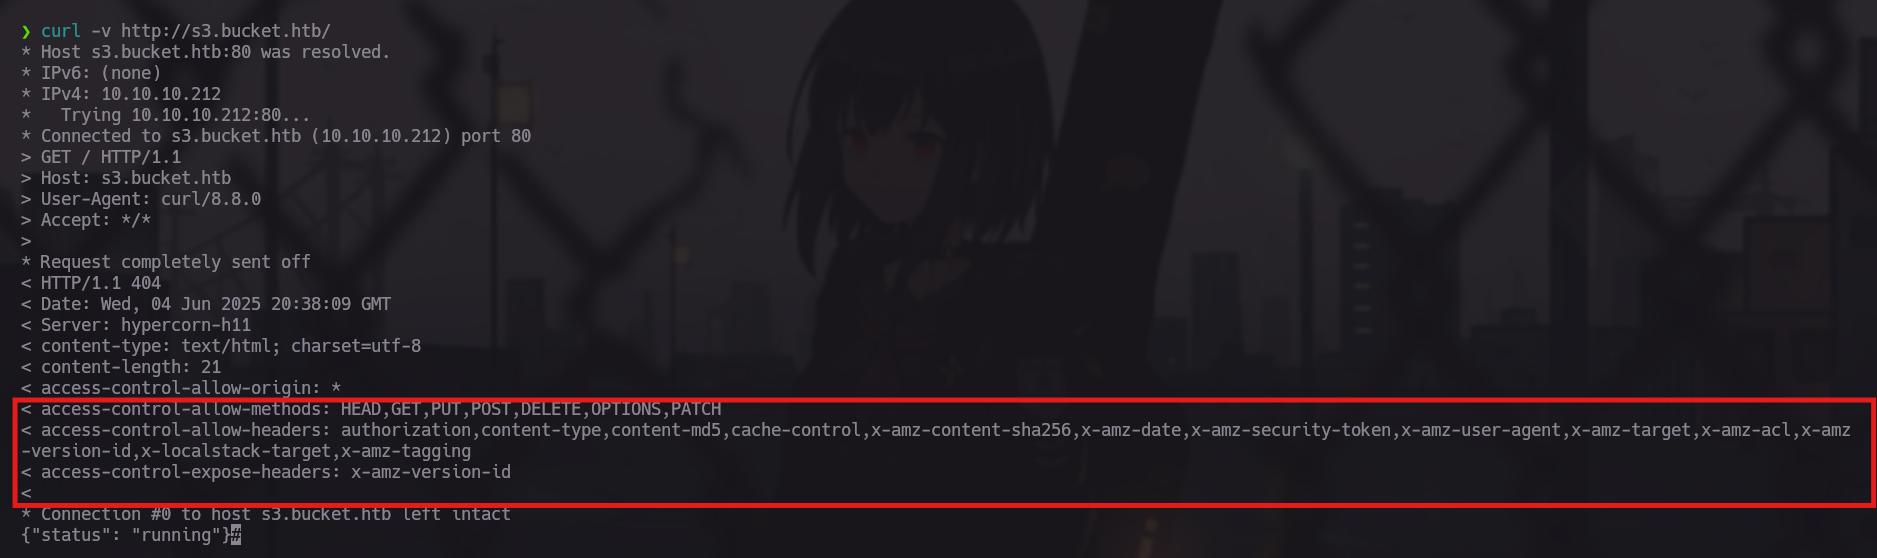 ❯ curl -v http://s3.bucket.htb/
* Host s3.bucket.htb:80 was resolved.
* IPv6: (none)
* IPv4: 10.10.10.212
*   Trying 10.10.10.212:80...
* Connected to s3.bucket.htb (10.10.10.212) port 80
> GET / HTTP/1.1
> Host: s3.bucket.htb
> User-Agent: curl/8.8.0
> Accept: */*
>
* Request completely sent off
< HTTP/1.1 404
< Date: Wed, 04 Jun 2025 20:38:09 GMT
< Server: hypercorn-h11
< content-type: text/html; charset=utf-8
< content-length: 21
< access-control-allow-origin: *
< access-control-allow-methods: HEAD,GET,PUT,POST,DELETE,OPTIONS,PATCH
< access-control-allow-headers: authorization,content-type,content-md5,cache-control,x-amz-content-sha256,x-amz-date,x-amz-security-token,x-amz-user-agent,x-amz-target,x-amz-acl,x-amz
-version-id,x-localstack-target,x-amz-tagging
< access-control-expose-headers: x-amz-version-id
<
* Connection #0 to host s3.bucket.htb left intact
{"status": "running"}#